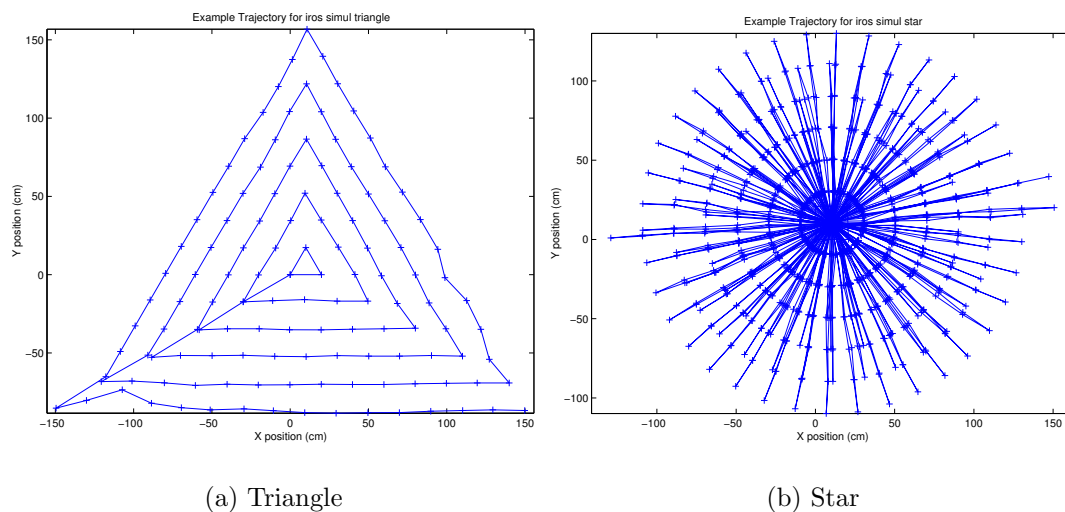 Example Trajectory for iros simul triangle
150
100
50
0
−50
Y position (cm)
−150 −100 −50 0 50 100 150
X position (cm)
(a) Triangle
Example Trajectory for iros simul star
100
50
0
−50
−100
Y position (cm)
−100 −50 0 50 100 150
X position (cm)
(b) Star